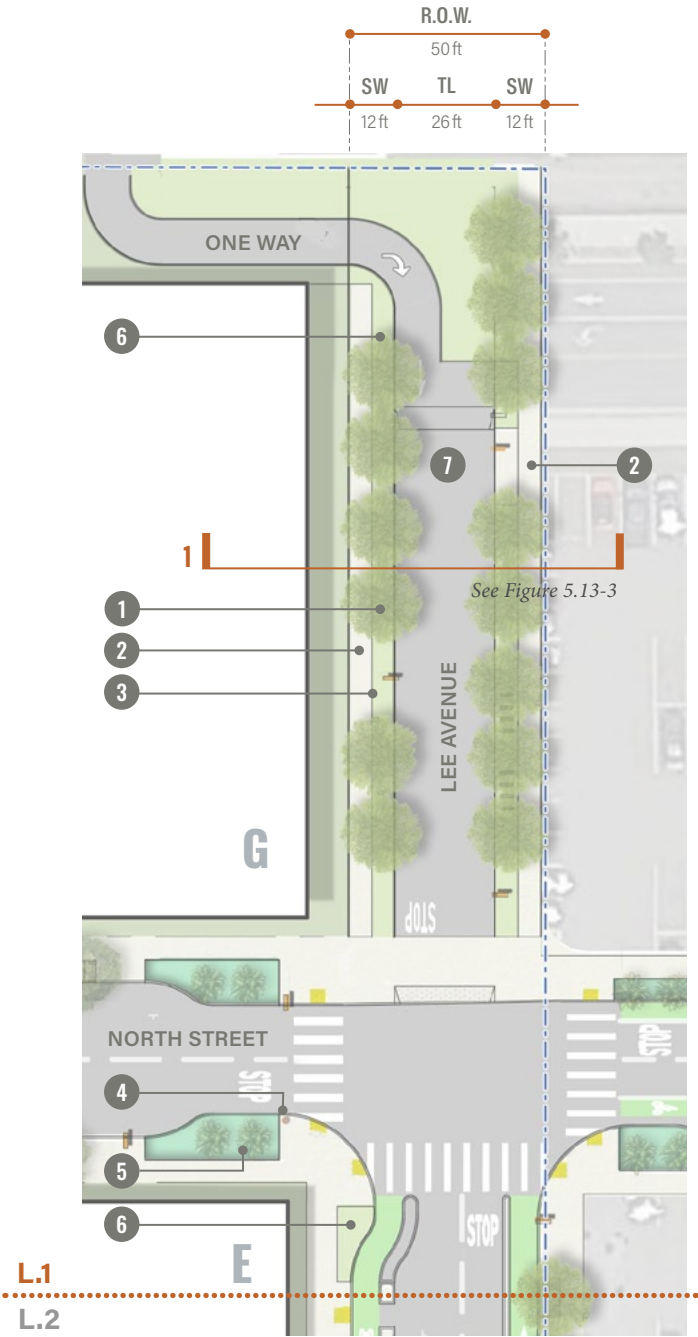 R.O.W.
50 ft
SW TL SW
12 ft 26 ft 12 ft
ONE WAY
6
7
2
1
See Figure 5.13-3
1
2
3
LEE AVENUE
G
STOP
NORTH STREET
STOP
STOP
4
5
6
STOP
E
L.1
L.2